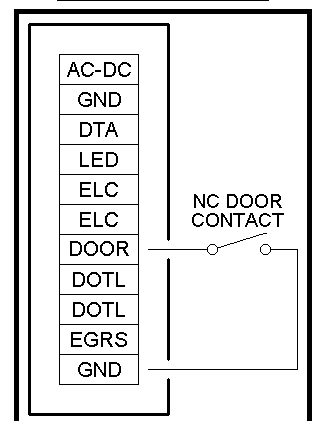 AC-DC
GND
DTA
LED
ELC
ELC
DOOR
DOTL
DOTL
EGRS
GND
NC DOOR
CONTACT